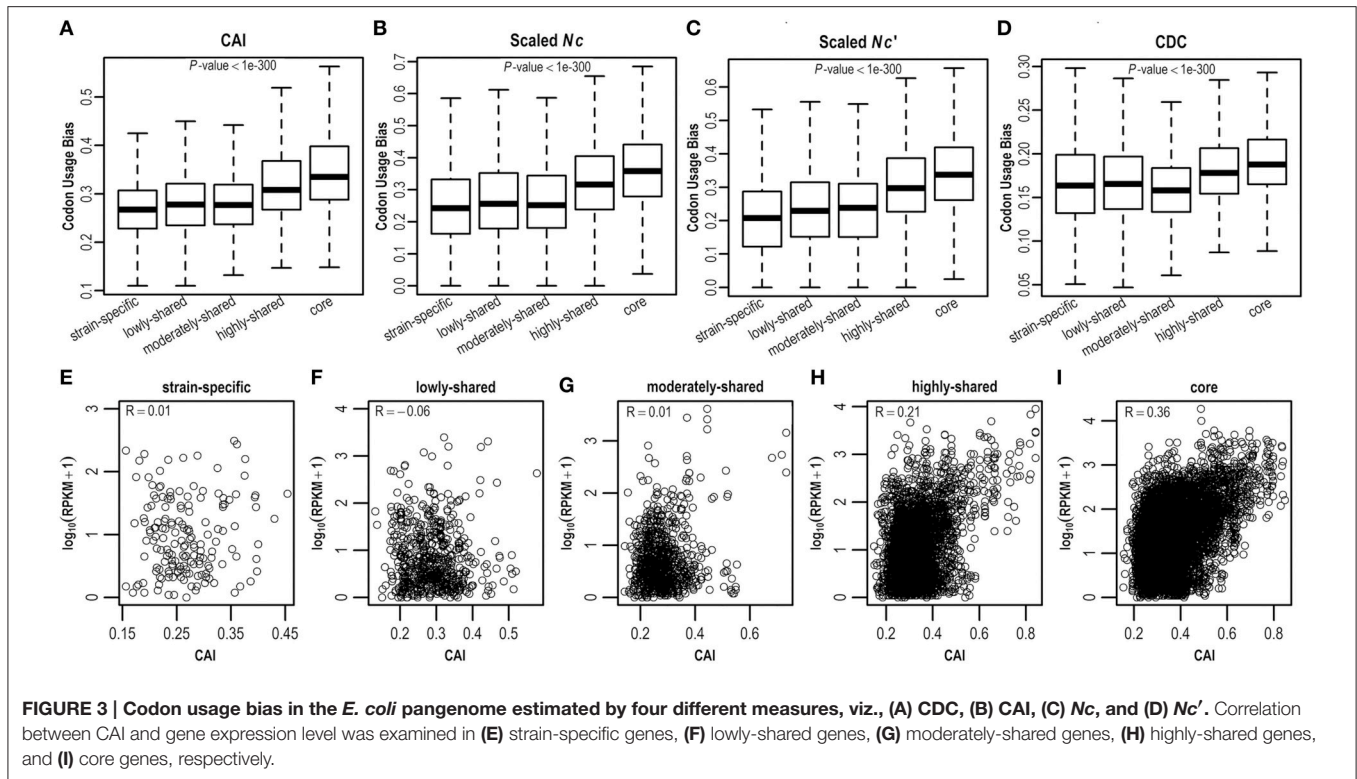 A
CAI
P-value < 1e-300
Codon Usage Bias
0.1 0.2 0.3 0.4 0.5
strain-specific lowly-shared moderately-shared highly-shared core
B
Scaled Nc
P-value < 1e-300
Codon Usage Bias
0.0 0.1 0.2 0.3 0.4 0.5 0.6 0.7
strain-specific lowly-shared moderately-shared highly-shared core
C
Scaled Nc'
P-value < 1e-300
Codon Usage Bias
0.0 0.1 0.2 0.3 0.4 0.5 0.6 0.7
strain-specific lowly-shared moderately-shared highly-shared core
D
CDC
P-value < 1e-300
Codon Usage Bias
0.05 0.10 0.15 0.20 0.25 0.30
strain-specific lowly-shared moderately-shared highly-shared core
E
strain-specific
R = 0.01
log10(RPKM + 1)
0 1 2 3
0.15 0.25 0.35 0.45
CAI
F
lowly-shared
R = −0.06
log10(RPKM + 1)
0 1 2 3 4
0.2 0.3 0.4 0.5
CAI
G
moderately-shared
R = 0.01
log10(RPKM + 1)
0 1 2 3
0.2 0.4 0.6
CAI
H
highly-shared
R = 0.21
log10(RPKM + 1)
0 1 2 3 4
0.2 0.4 0.6 0.8
CAI
I
core
R = 0.36
log10(RPKM + 1)
0 1 2 3 4
0.2 0.4 0.6 0.8
CAI
FIGURE 3 | Codon usage bias in the E. coli pangenome estimated by four different measures, viz., (A) CDC, (B) CAI, (C) Nc, and (D) Nc′. Correlation
between CAI and gene expression level was examined in (E) strain-specific genes, (F) lowly-shared genes, (G) moderately-shared genes, (H) highly-shared genes,
and (I) core genes, respectively.